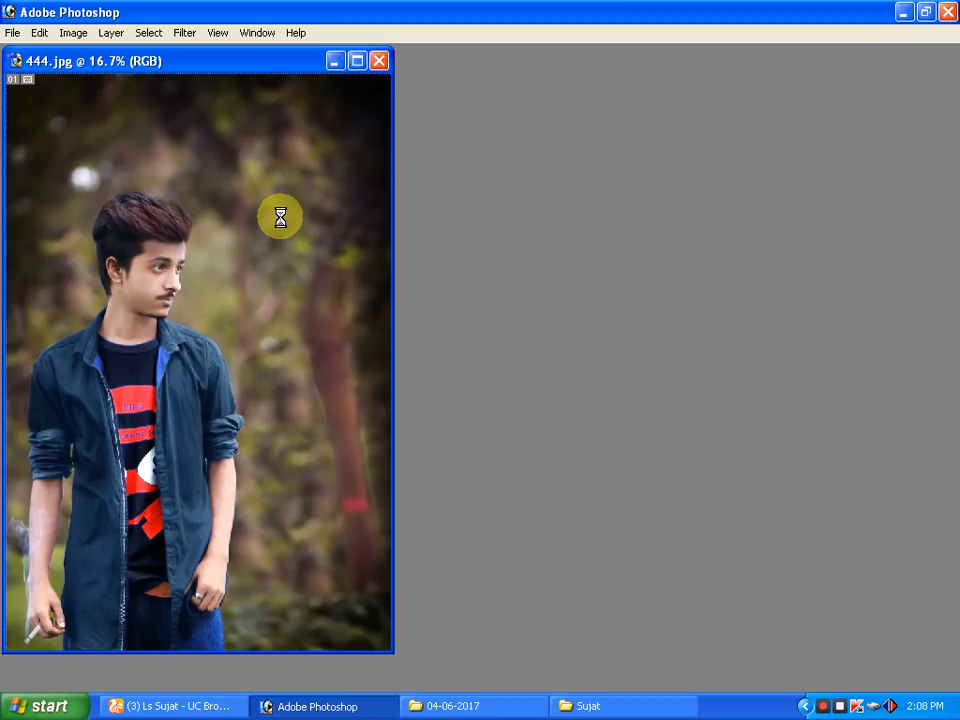 Adobe Photoshop
File Edit Image Layer Select Filter View Window Help
444.jpg @ 16.7% (RGB)
01
start
(3) Ls Sujat - UC Bro...
Adobe Photoshop
04-06-2017
Sujat
2:08 PM